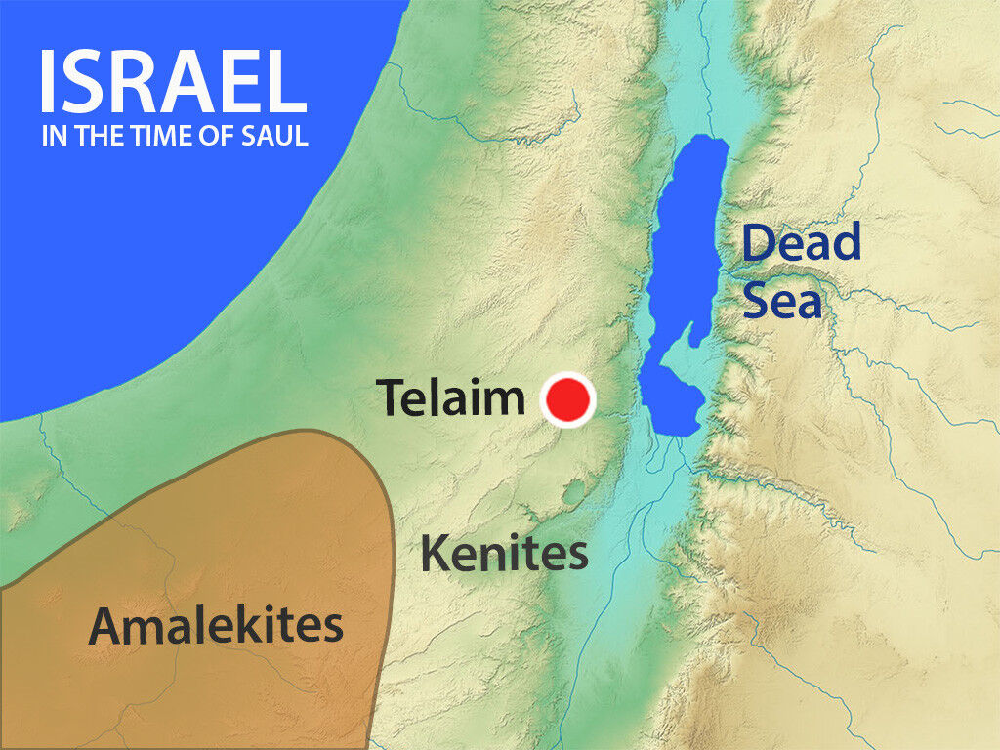 ISRAEL
IN THE TIME OF SAUL
Dead
Sea
Telaim
Kenites
Amalekites